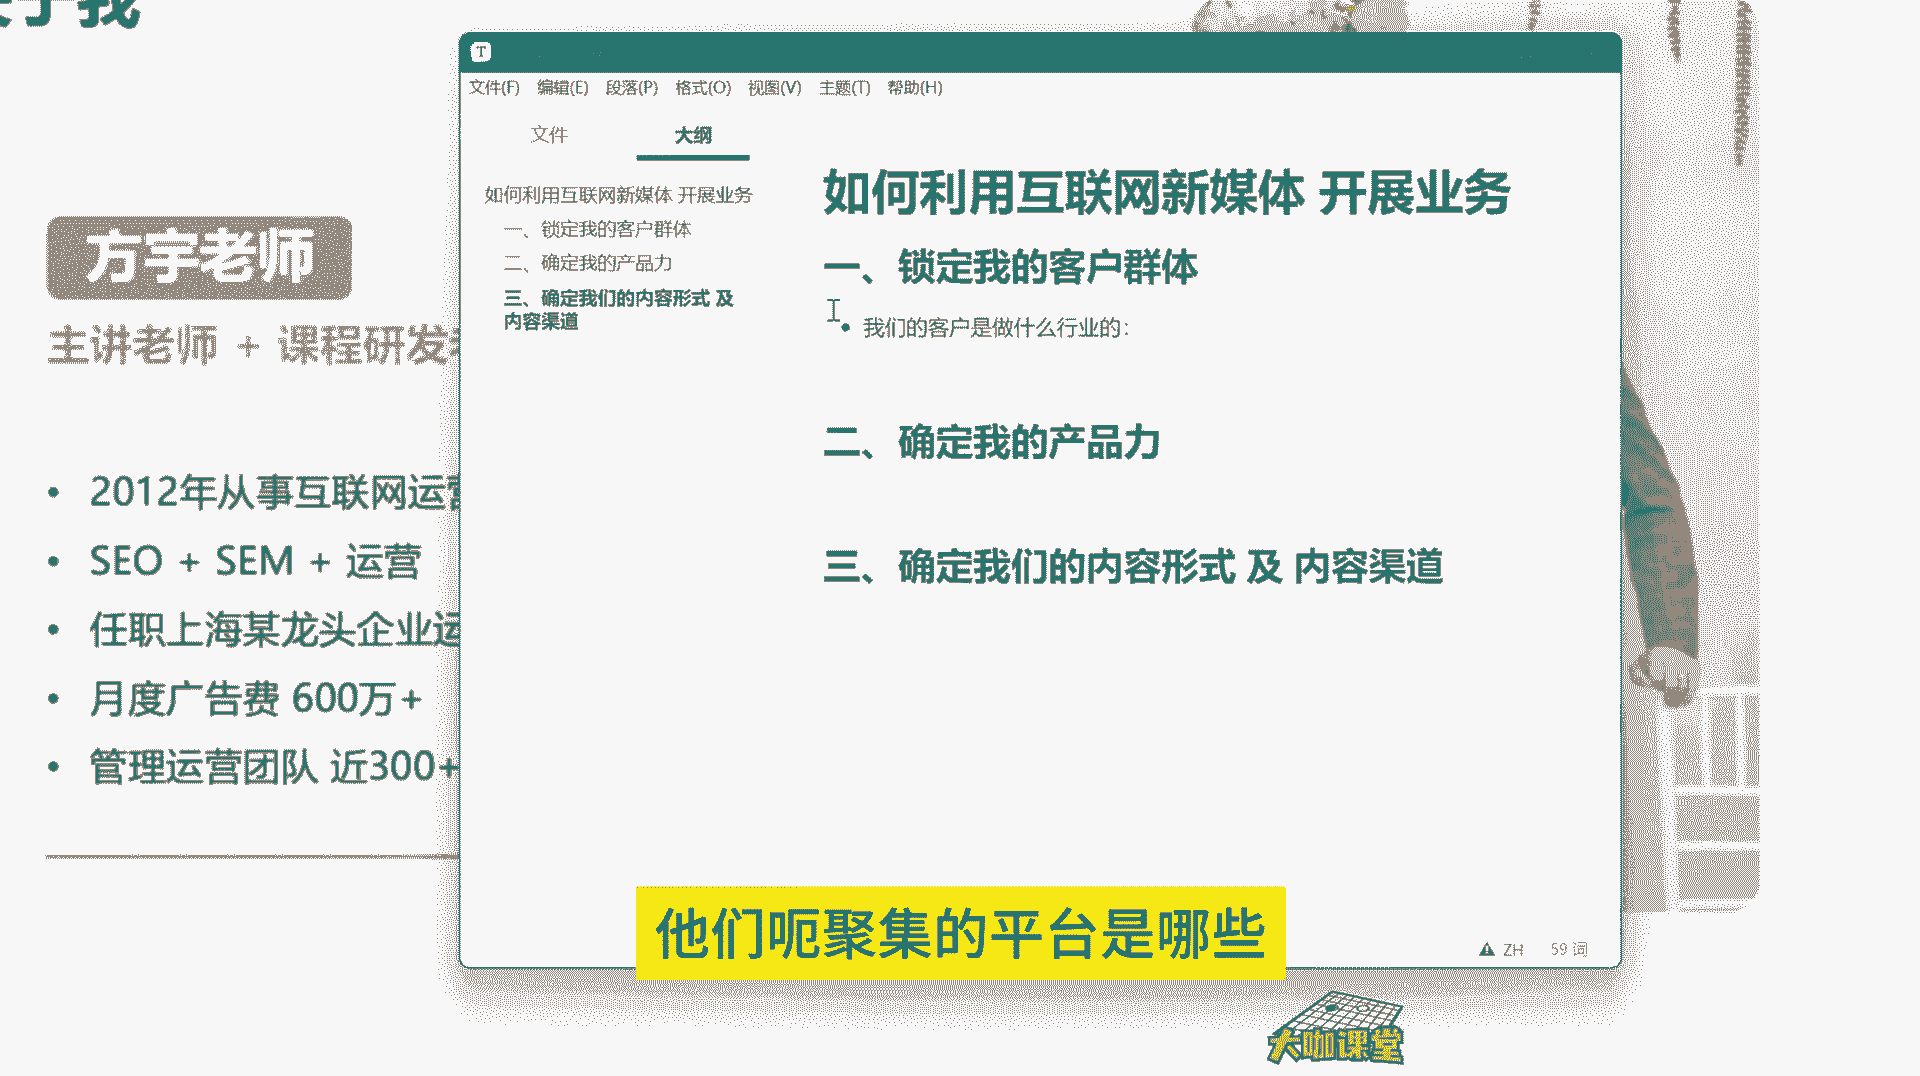 关于我
方宇老师
主讲老师 + 课程研发
2012年从事互联网运营
SEO + SEM + 运营
任职上海某龙头企业运
月度广告费 600万+
管理运营团队 近300+
T
文件(F) 编辑(E) 段落(P) 格式(O) 视图(V) 主题(T) 帮助(H)
文件 大纲
如何利用互联网新媒体 开展业务
一、锁定我的客户群体
二、确定我的产品力
三、确定我们的内容形式 及
内容渠道
如何利用互联网新媒体 开展业务
一、锁定我的客户群体
我们的客户是做什么行业的：
二、确定我的产品力
三、确定我们的内容形式 及 内容渠道
ZH 59 词
他们呃聚集的平台是哪些
大咖课堂